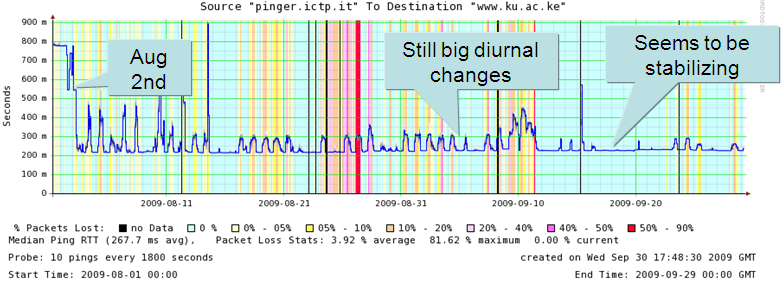 Source "pinger.ictp.it" To Destination "www.ku.ac.ke"
900 m
800 m
700 m
600 m
500 m
400 m
300 m
200 m
100 m
0
Seconds
Aug
2nd
Still big diurnal
changes
Seems to be
stabilizing
2009-08-11
2009-08-21
2009-08-31
2009-09-10
2009-09-20
% Packets Lost: no Data 0 % 0% - 05% 05% - 10% 10% - 20% 20% - 40% 40% - 50% 50% - 90%
Median Ping RTT (267.7 ms avg), Packet Loss Stats: 3.92 % average 81.62 % maximum 0.00 % current
Probe: 10 pings every 1800 seconds
created on Wed Sep 30 17:48:30 2009 GMT
Start Time: 2009-08-01 00:00
End Time: 2009-09-29 00:00 GMT